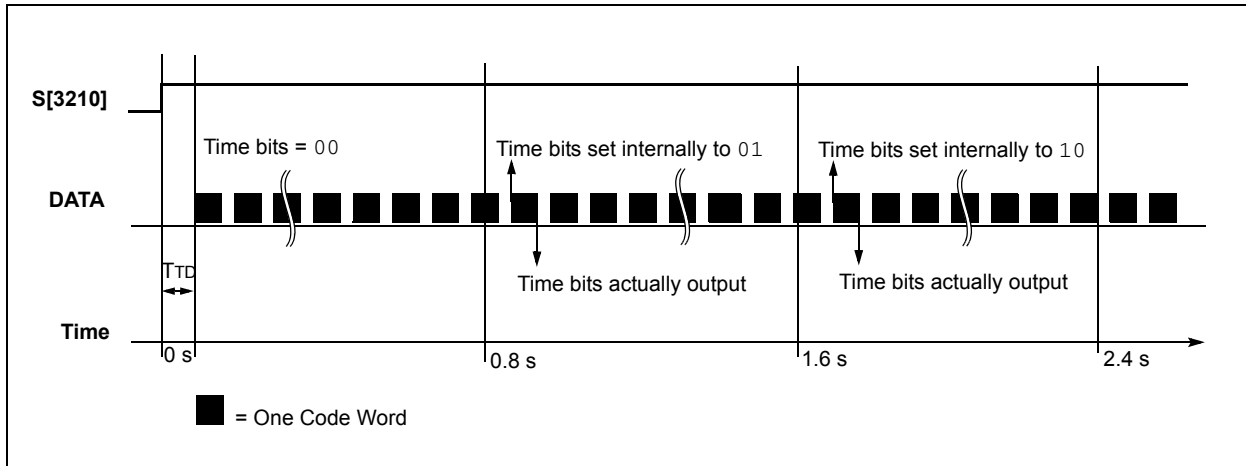 S[3210]
Time bits = 00
Time bits set internally to 01
Time bits set internally to 10
DATA
TTD
Time bits actually output
Time bits actually output
Time
0 s
0.8 s
1.6 s
2.4 s
= One Code Word